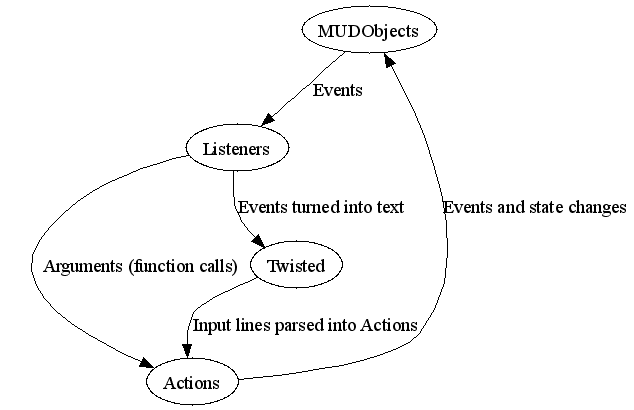 MUDObjects
Events
Listeners
Events turned into text
Events and state changes
Arguments (function calls)
Twisted
Input lines parsed into Actions
Actions